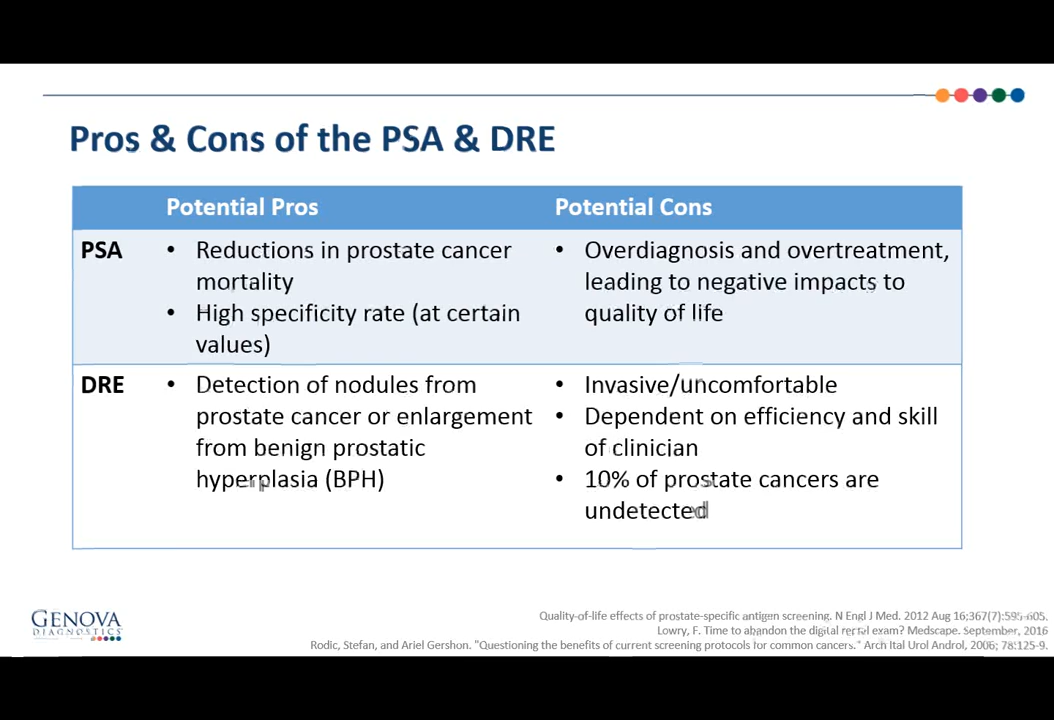 Pros & Cons of the PSA & DRE
Potential Pros
Potential Cons
PSA
• Reductions in prostate cancer
mortality
• High specificity rate (at certain
values)
• Overdiagnosis and overtreatment,
leading to negative impacts to
quality of life
DRE
• Detection of nodules from
prostate cancer or enlargement
from benign prostatic
hyperplasia (BPH)
• Invasive/uncomfortable
• Dependent on efficiency and skill
of clinician
• 10% of prostate cancers are
undetected
GENOVA
DIAGNOSTICS
Quality-of-life effects of prostate-specific antigen screening. N Engl J Med. 2012 Aug 16;367(7):595-605.
Lowry, F. Time to abandon the digital rectal exam? Medscape. September, 2016
Rodic, Stefan, and Ariel Gershon. "Questioning the benefits of current screening protocols for common cancers." Arch Ital Urol Androl, 2006; 78:125-9.